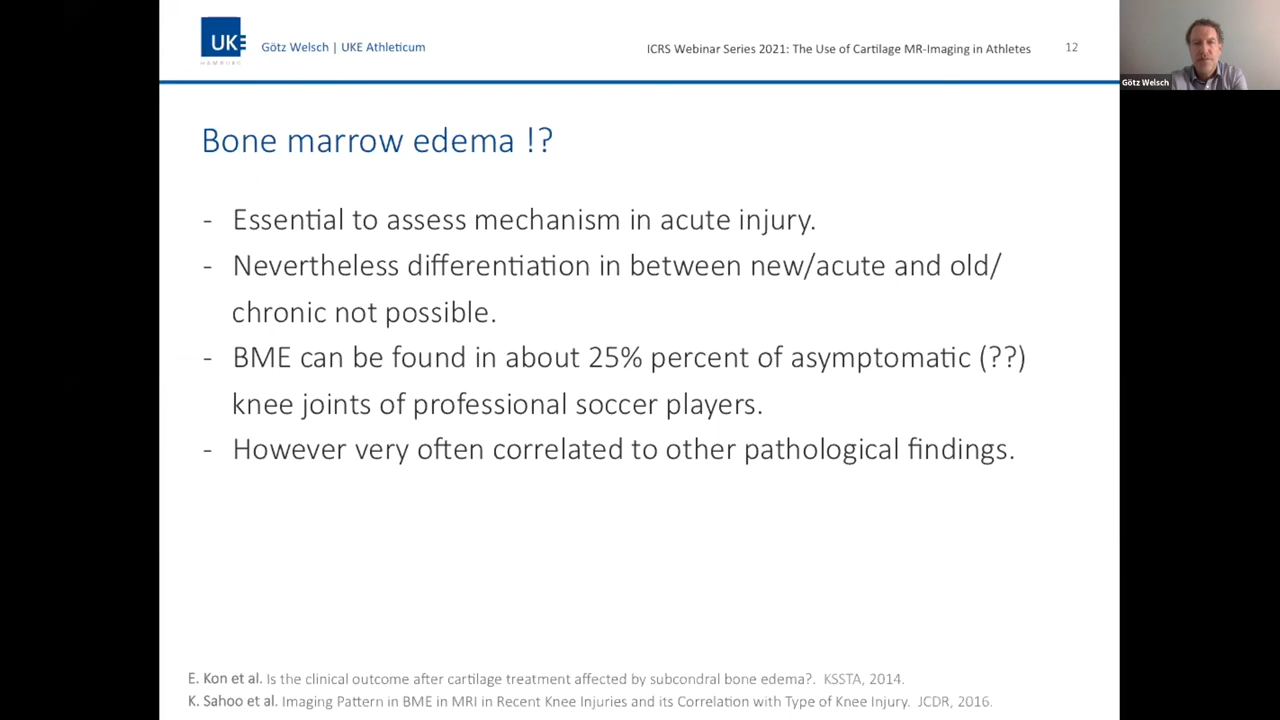 UKE
HAMBURG
Götz Welsch | UKE Athleticum
ICRS Webinar Series 2021: The Use of Cartilage MR-Imaging in Athletes
12
Götz Welsch
Bone marrow edema !?
- Essential to assess mechanism in acute injury.
- Nevertheless differentiation in between new/acute and old/
chronic not possible.
- BME can be found in about 25% percent of asymptomatic (??)
knee joints of professional soccer players.
- However very often correlated to other pathological findings.
E. Kon et al. Is the clinical outcome after cartilage treatment affected by subcondral bone edema?. KSSTA, 2014.
K. Sahoo et al. Imaging Pattern in BME in MRI in Recent Knee Injuries and its Correlation with Type of Knee Injury. JCDR, 2016.